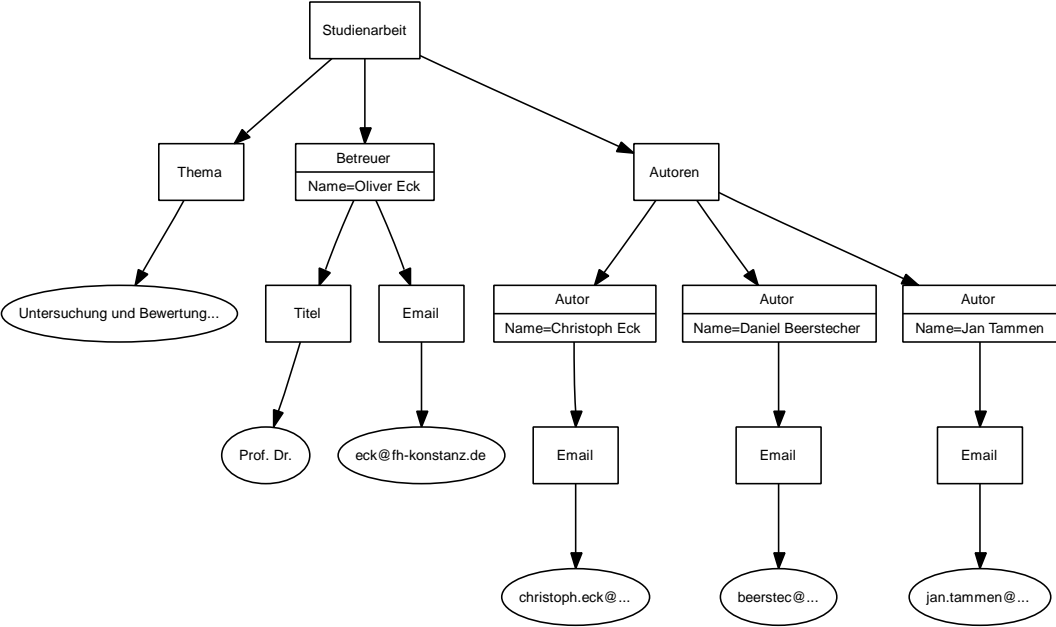 Studienarbeit
Thema
Betreuer
Name=Oliver Eck
Autoren
Untersuchung und Bewertung...
Titel
Email
Autor
Name=Christoph Eck
Autor
Name=Daniel Beerstecher
Autor
Name=Jan Tammen
Prof. Dr.
eck@fh-konstanz.de
Email
Email
Email
christoph.eck@...
beerstec@...
jan.tammen@...